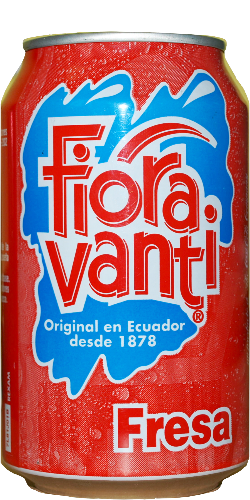 Fiora
vanti
®
Original en Ecuador
desde 1878
Fresa